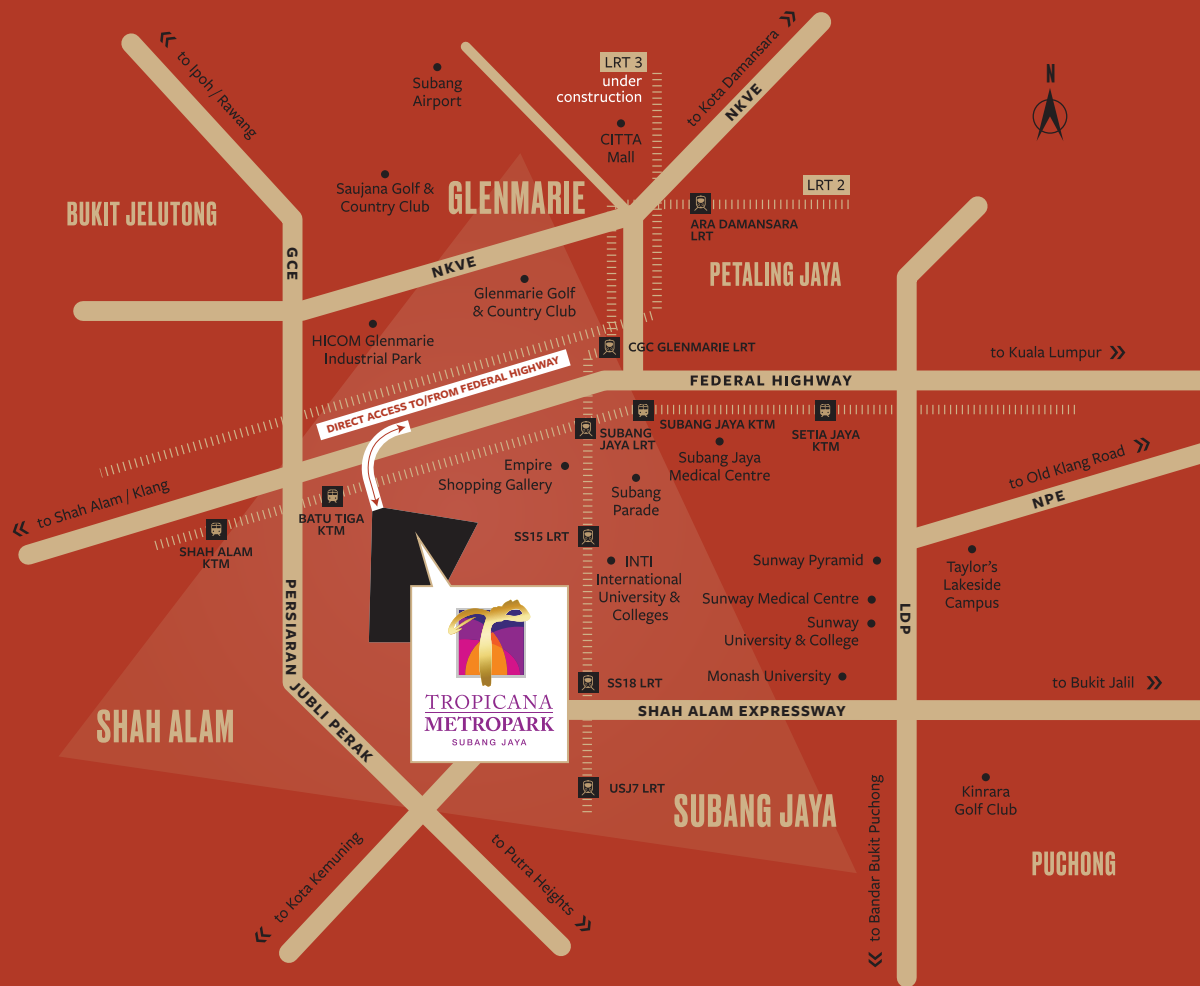 to Ipoh / Rawang
Subang
Airport
LRT 3
under
construction
to Kota Damansara
NKVE
N
CITTA
Mall
Saujana Golf &
Country Club
GLENMARIE
LRT 2
BUKIT JELUTONG
ARA DAMANSARA
LRT
GCE
NKVE
PETALING JAYA
Glenmarie Golf
& Country Club
HICOM Glenmarie
Industrial Park
CGC GLENMARIE LRT
to Kuala Lumpur
DIRECT ACCESS TO/FROM FEDERAL HIGHWAY
FEDERAL HIGHWAY
SUBANG JAYA KTM
SUBANG
JAYA LRT
SETIA JAYA
KTM
Subang Jaya
Medical Centre
Empire
Shopping Gallery
to Old Klang Road
NPE
Subang
Parade
to Shah Alam / Klang
BATU TIGA
KTM
SHAH ALAM
KTM
SS15 LRT
INTI
International
University &
Colleges
Sunway Pyramid
Taylor's
Lakeside
Campus
Sunway Medical Centre
Sunway
University & College
LDP
PERSIARAN
JUBLI PERAK
Monash University
SS18 LRT
to Bukit Jalil
TROPICANA
METROPARK
SUBANG JAYA
SHAH ALAM EXPRESSWAY
SHAH ALAM
USJ7 LRT
SUBANG JAYA
Kinrara
Golf Club
to Bandar Bukit Puchong
PUCHONG
to Kota Kemuning
to Putra Heights